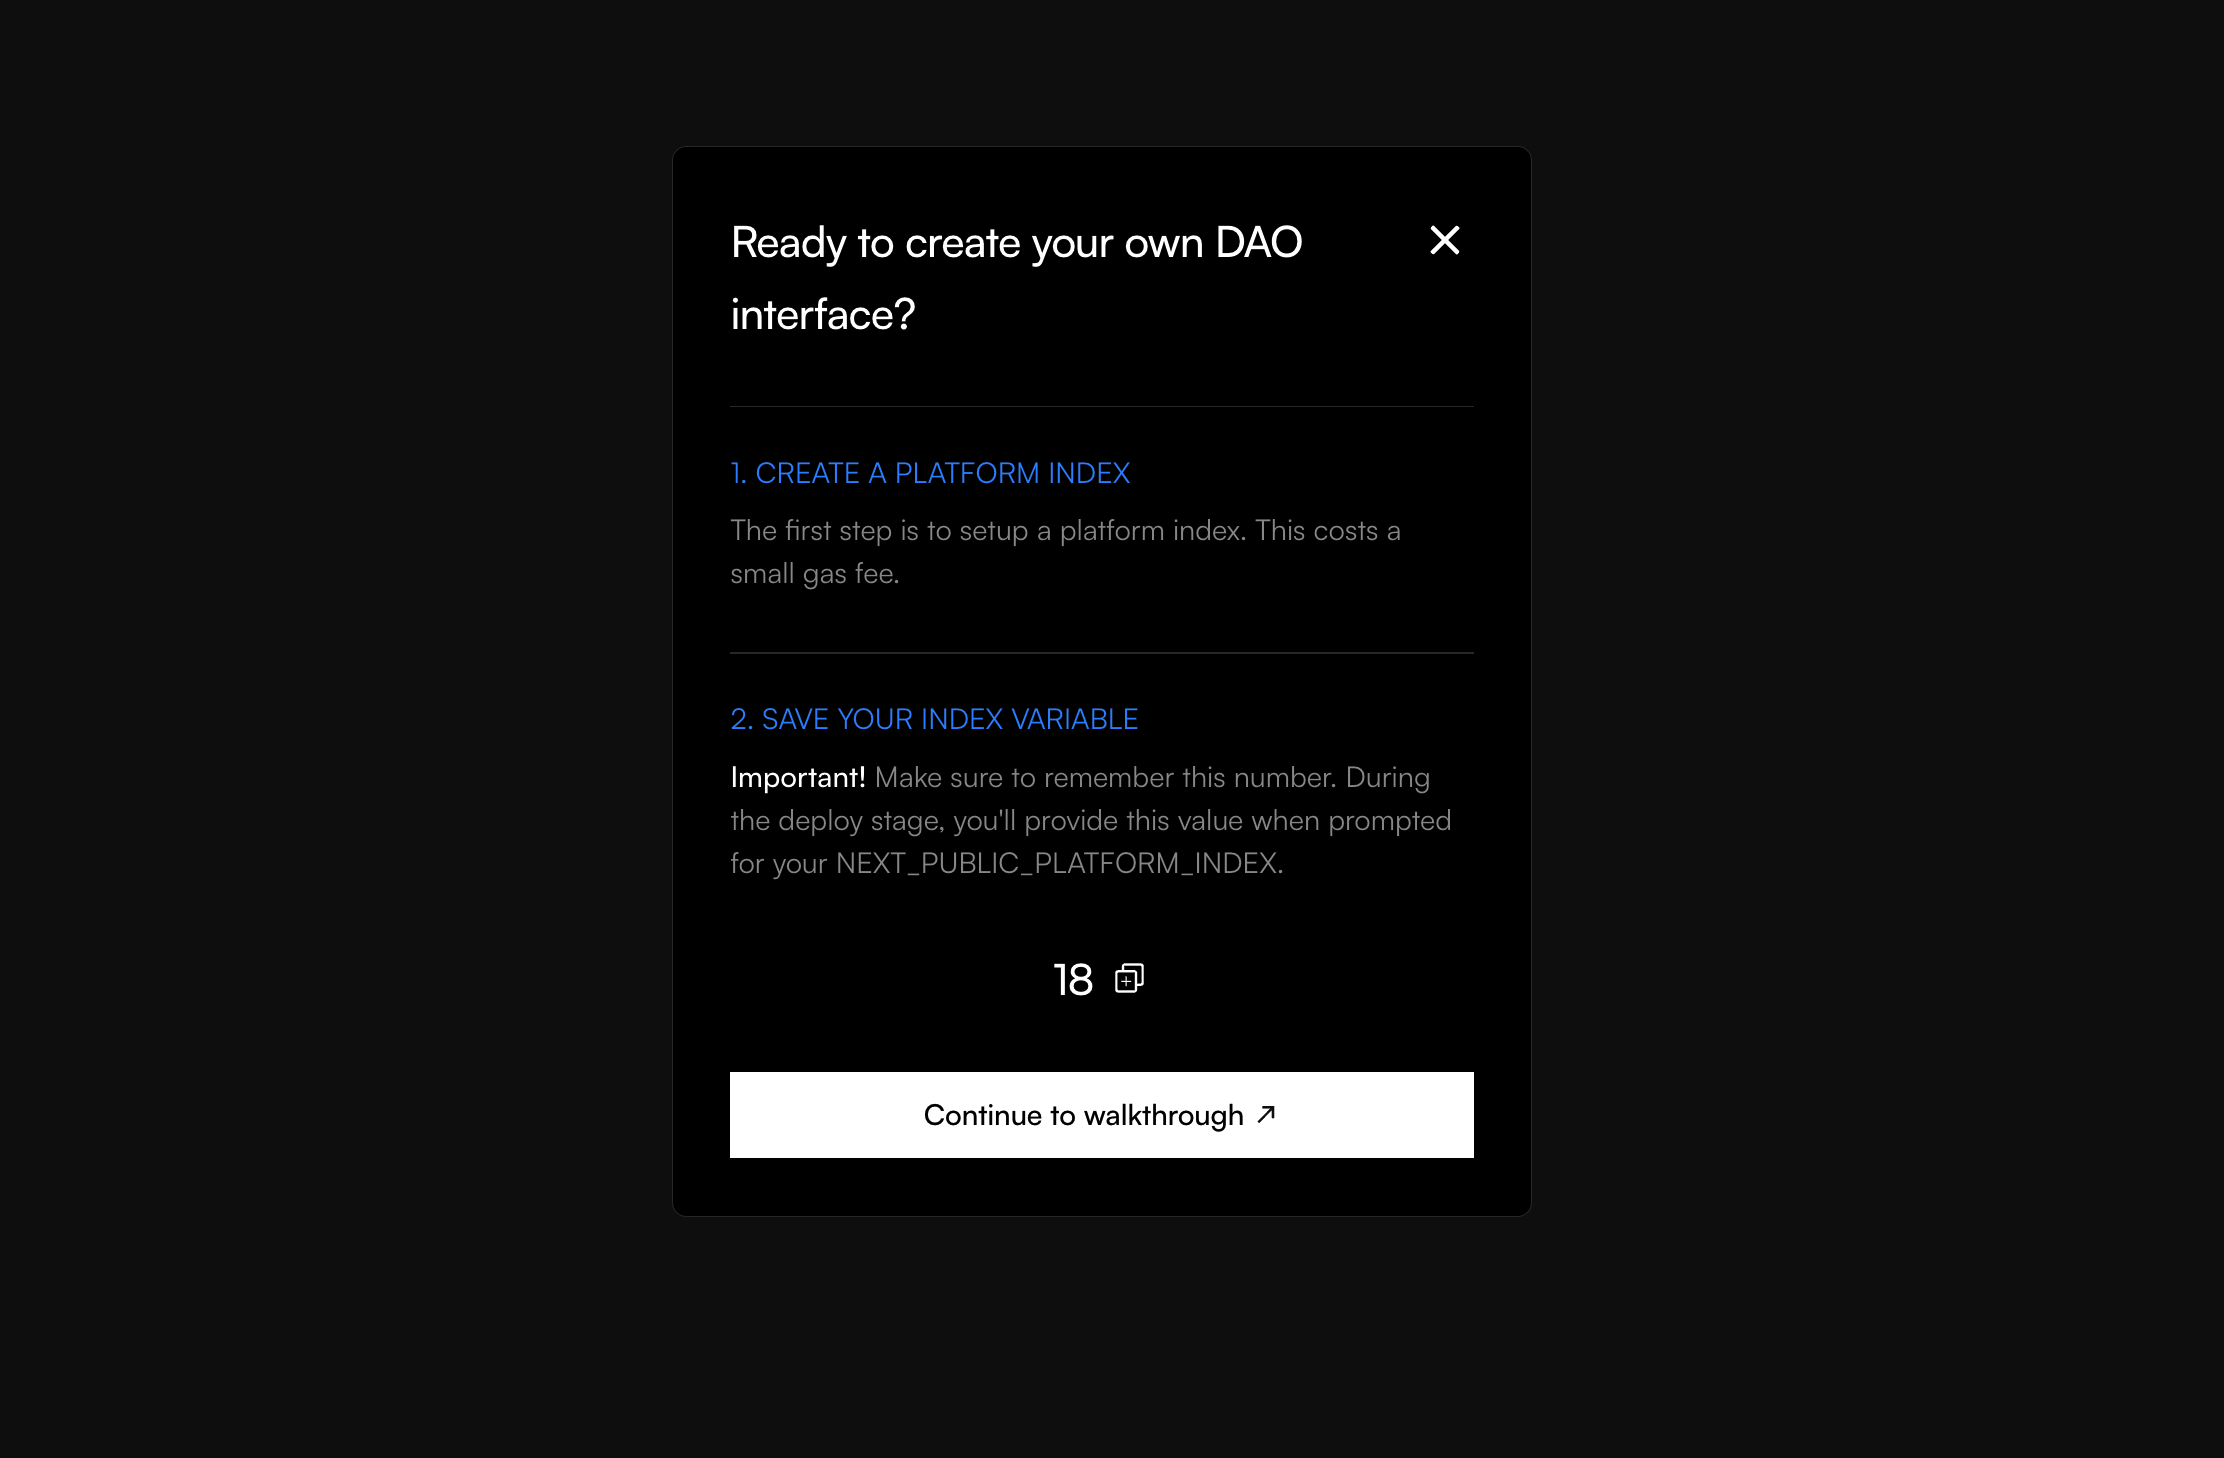 Ready to create your own DAO
interface?
1. CREATE A PLATFORM INDEX
The first step is to setup a platform index. This costs a
small gas fee.
2. SAVE YOUR INDEX VARIABLE
Important! Make sure to remember this number. During
the deploy stage, you'll provide this value when prompted
for your NEXT_PUBLIC_PLATFORM_INDEX.
18
Continue to walkthrough ↗